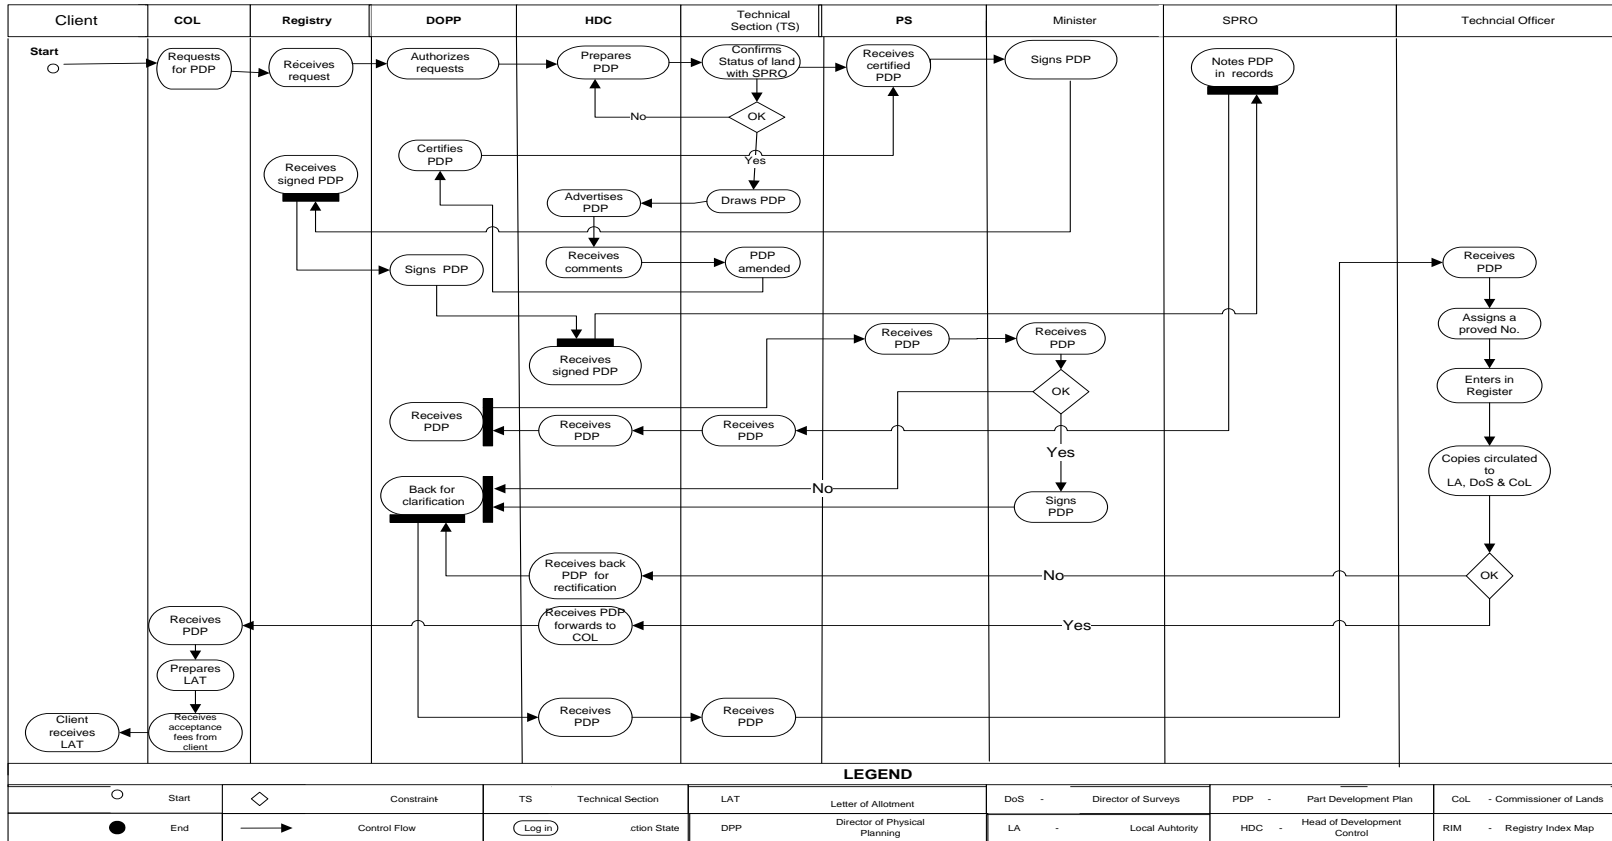 Client
COL
Registry
DOPP
HDC
Technical
Section (TS)
PS
Minister
SPRO
Techncial Officer
Start
Requests
for PDP
Receives
request
Authorizes
requests
Prepares
PDP
Confirms
Status of land
with SPRO
Receives
certified
PDP
Signs PDP
Notes PDP
in records
No
OK
Yes
Certifies
PDP
Receives
signed PDP
Advertises
PDP
Draws PDP
Receives
comments
PDP
amended
Signs PDP
Receives
PDP
Assigns a
proved No.
Receives
signed PDP
Receives
PDP
Receives
PDP
OK
Enters in
Register
Receives
PDP
Receives
PDP
Receives
PDP
Yes
Copies circulated
to
LA, DoS & CoL
Back for
clarification
No
Signs
PDP
Receives back
PDP for
rectification
No
OK
Receives
PDP
Receives PDP
forwards to
COL
Yes
Prepares
LAT
Client
receives
LAT
Receives
acceptance
fees from
client
Receives
PDP
Receives
PDP
LEGEND
Start
Constraint
TS Technical Section
LAT Letter of Allotment
DoS - Director of Surveys
PDP - Part Development Plan
CoL - Commissioner of Lands
End
Control Flow
Log in ction State
DPP Director of Physical
Planning
LA - Local Auhtority
HDC - Head of Development
Control
RIM - Registry Index Map